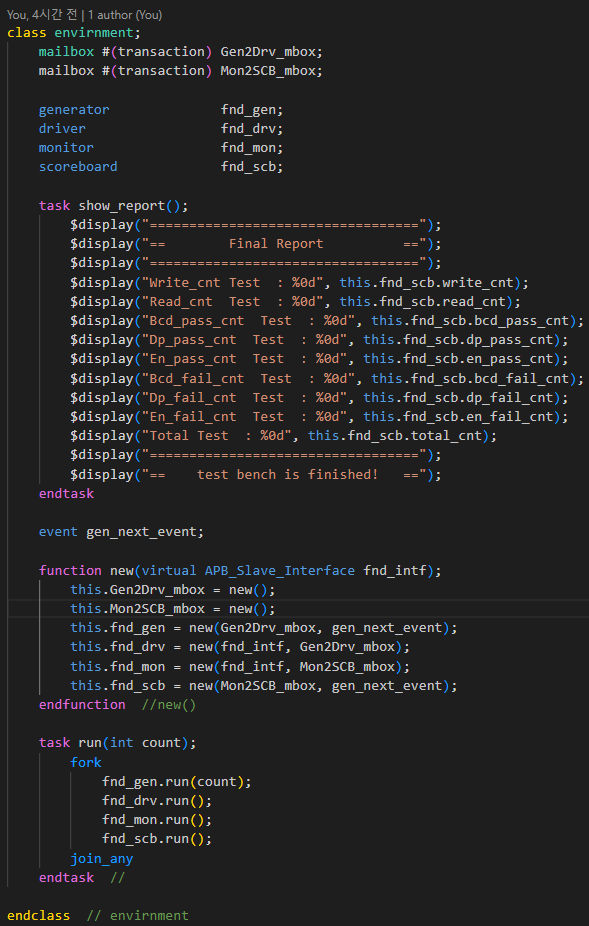 You, 4시간 전 | 1 author (You)
class envirnment;
    mailbox #(transaction) Gen2Drv_mbox;
    mailbox #(transaction) Mon2SCB_mbox;

    generator              fnd_gen;
    driver                 fnd_drv;
    monitor                fnd_mon;
    scoreboard             fnd_scb;

    task show_report();
        $display("==================================");
        $display("==        Final Report          ==");
        $display("==================================");
        $display("Write_cnt Test  : %0d", this.fnd_scb.write_cnt);
        $display("Read_cnt  Test  : %0d", this.fnd_scb.read_cnt);
        $display("Bcd_pass_cnt  Test  : %0d", this.fnd_scb.bcd_pass_cnt);
        $display("Dp_pass_cnt  Test  : %0d", this.fnd_scb.dp_pass_cnt);
        $display("En_pass_cnt  Test  : %0d", this.fnd_scb.en_pass_cnt);
        $display("Bcd_fail_cnt  Test  : %0d", this.fnd_scb.bcd_fail_cnt);
        $display("Dp_fail_cnt  Test  : %0d", this.fnd_scb.dp_fail_cnt);
        $display("En_fail_cnt  Test  : %0d", this.fnd_scb.en_fail_cnt);
        $display("Total Test  : %0d", this.fnd_scb.total_cnt);
        $display("==================================");
        $display("==    test bench is finished!   ==");
    endtask

    event gen_next_event;

    function new(virtual APB_Slave_Interface fnd_intf);
        this.Gen2Drv_mbox = new();
        this.Mon2SCB_mbox = new();
        this.fnd_gen = new(Gen2Drv_mbox, gen_next_event);
        this.fnd_drv = new(fnd_intf, Gen2Drv_mbox);
        this.fnd_mon = new(fnd_intf, Mon2SCB_mbox);
        this.fnd_scb = new(Mon2SCB_mbox, gen_next_event);
    endfunction  //new()

    task run(int count);
        fork
            fnd_gen.run(count);
            fnd_drv.run();
            fnd_mon.run();
            fnd_scb.run();
        join_any
    endtask  //

endclass  // envirnment